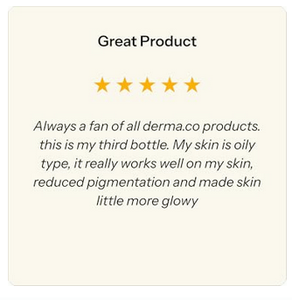 Great Product
★★★★★
Always a fan of all derma.co products.
this is my third bottle. My skin is oily
type, it really works well on my skin,
reduced pigmentation and made skin
little more glowy